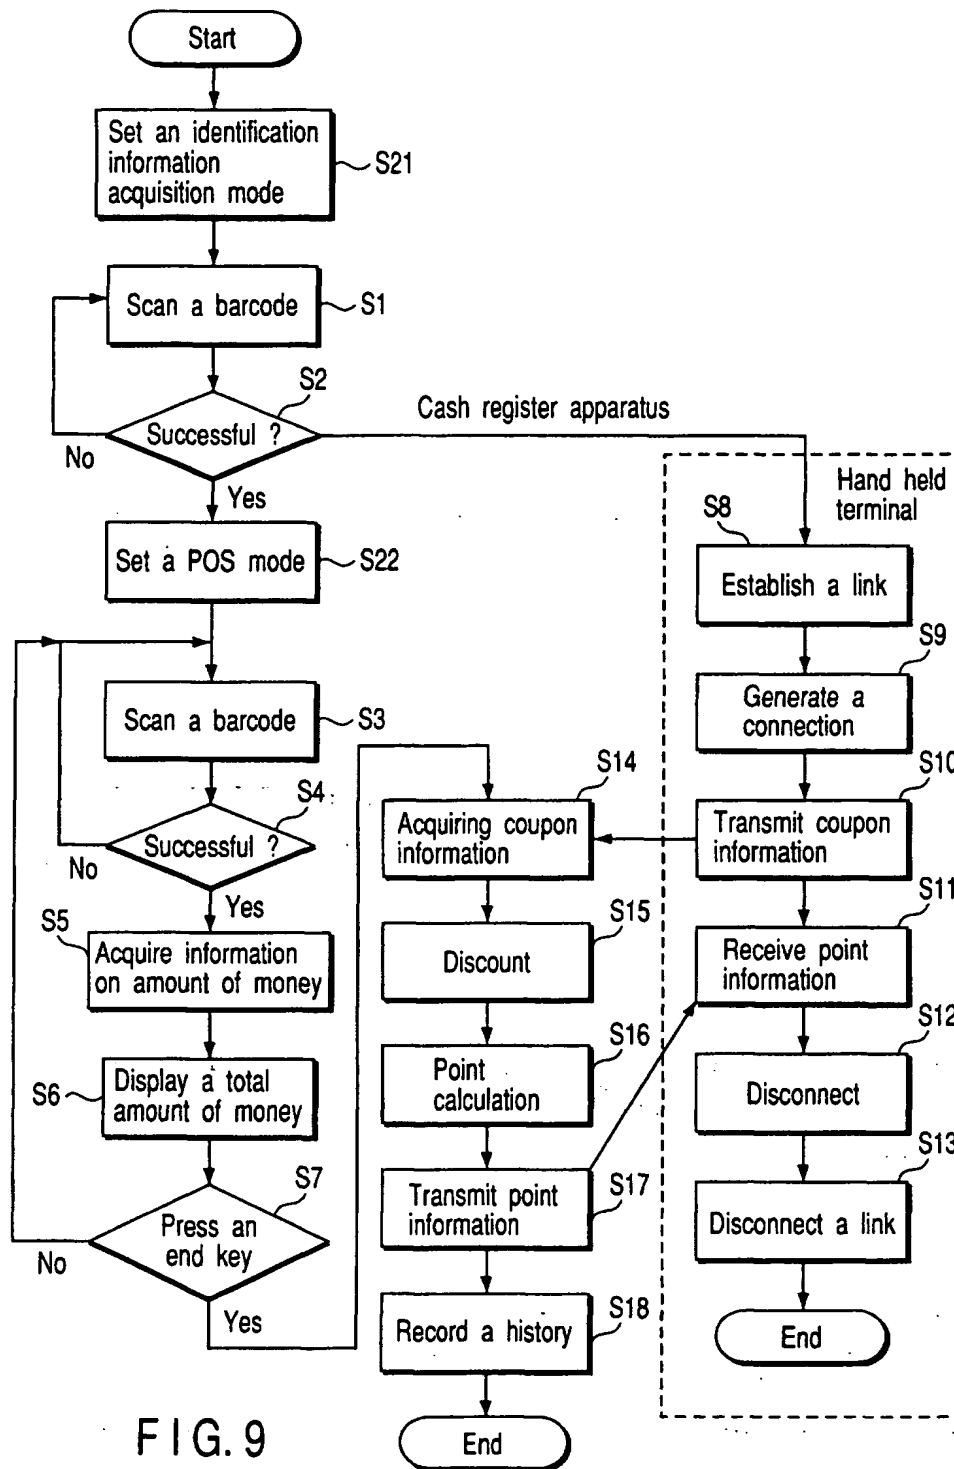 Start
Set an identification
information
acquisition mode
S21
Scan a barcode
S1
S2
Successful ?
No
Yes
Cash register apparatus
Hand held
terminal
Set a POS mode
S22
S8
Establish a link
S9
Generate a
connection
Scan a barcode
S3
S4
Successful ?
No
Yes
S14
Acquiring coupon
information
S10
Transmit coupon
information
S5
Acquire information
on amount of money
S15
Discount
S11
Receive point
information
S6
Display a total
amount of money
S16
Point
calculation
S12
Disconnect
S7
Press an
end key
No
Yes
S17
Transmit point
information
S13
Disconnect a link
S18
Record a history
End
End
FIG. 9